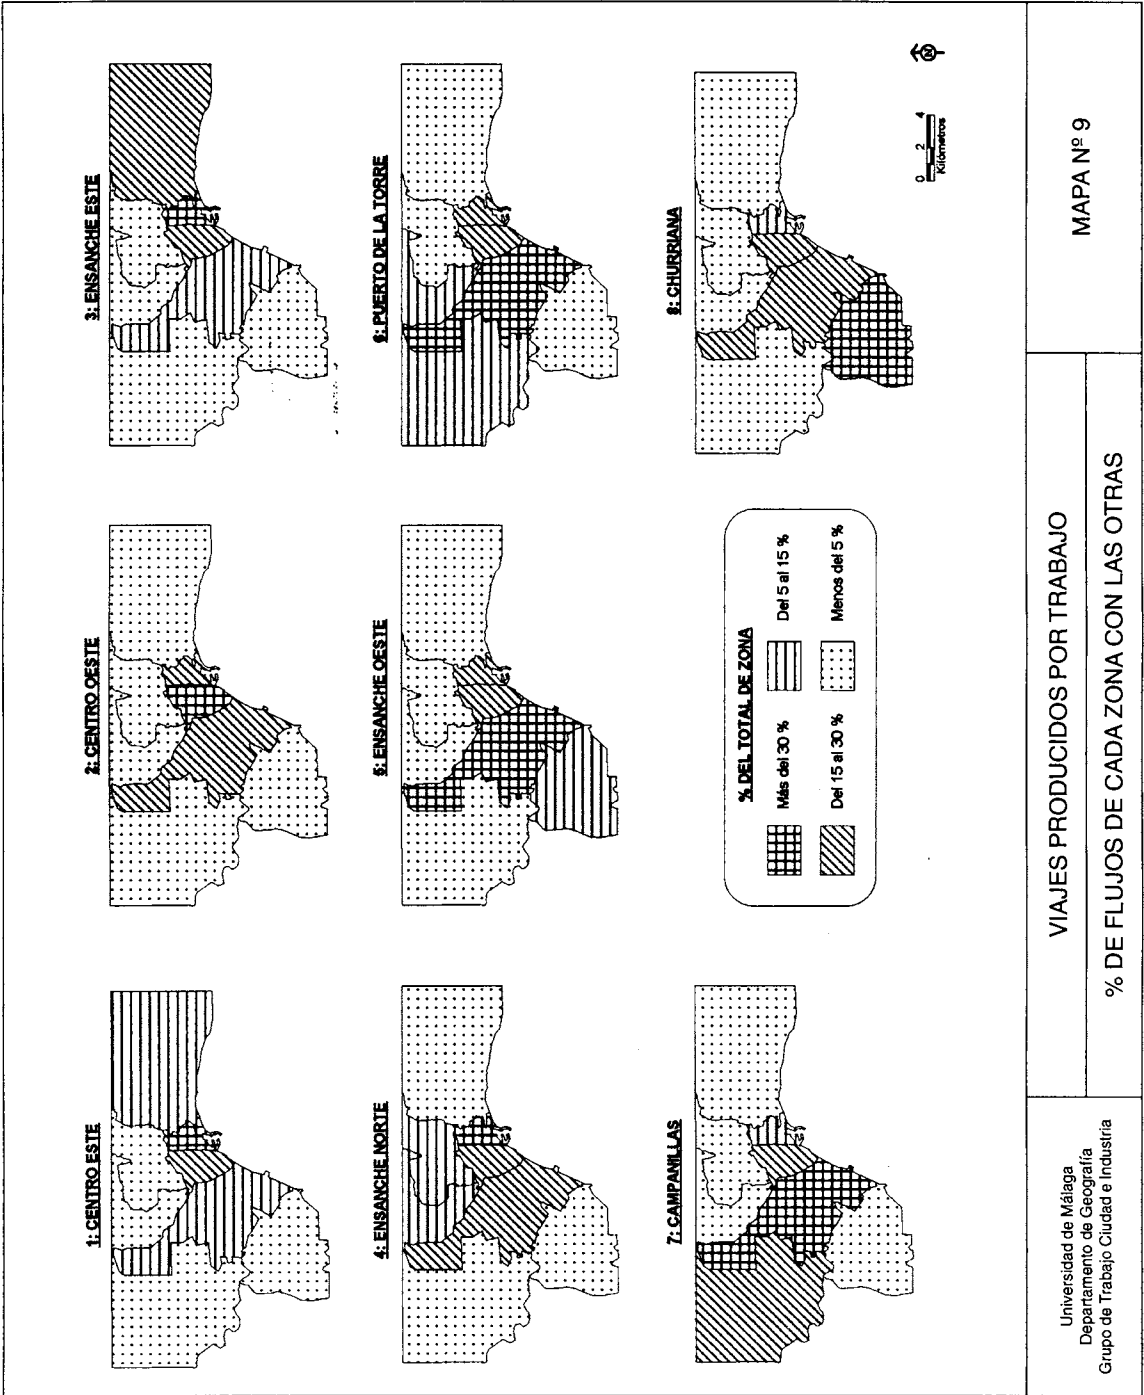 1: CENTRO ESTE
2: CENTRO OESTE
3: ENSANCHE ESTE
4: ENSANCHE NORTE
5: ENSANCHE OESTE
6: PUERTO DE LA TORRE
7: CAMPANILLAS
% DEL TOTAL DE ZONA
Más del 30 %
Del 5 al 15 %
Del 15 al 30 %
Menos del 5 %
8: CHURRIANA
0 2 4
Kilómetros
N
Universidad de Málaga
Departamento de Geografía
Grupo de Trabajo Ciudad e Industria
VIAJES PRODUCIDOS POR TRABAJO
% DE FLUJOS DE CADA ZONA CON LAS OTRAS
MAPA Nº 9